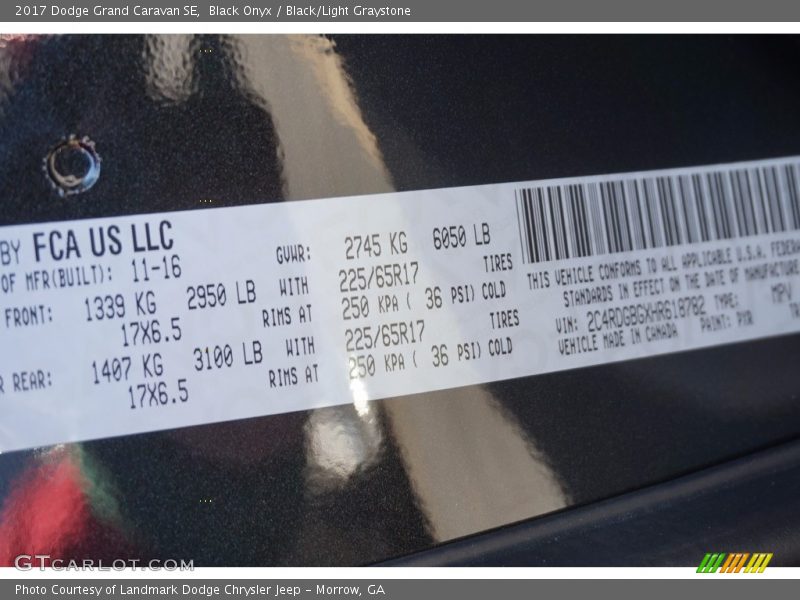 2017 Dodge Grand Caravan SE, Black Onyx / Black/Light Graystone
BY FCA US LLC
OF MFR(BUILT): 11-16
GVWR: 2745 KG 6050 LB
FRONT: 1339 KG 2950 LB WITH 225/65R17 TIRES
17X6.5 RIMS AT 250 KPA ( 36 PSI) COLD
REAR: 1407 KG 3100 LB WITH 225/65R17 TIRES
17X6.5 RIMS AT 250 KPA ( 36 PSI) COLD
THIS VEHICLE CONFORMS TO ALL APPLICABLE U.S.A. FEDERA
STANDARDS IN EFFECT ON THE DATE OF MANUFACTURE
VIN: 2C4RDGBGXHR618782 TYPE: MPV
VEHICLE MADE IN CANADA PAINT: PXR TR
GTcarlot.com
Photo Courtesy of Landmark Dodge Chrysler Jeep - Morrow, GA